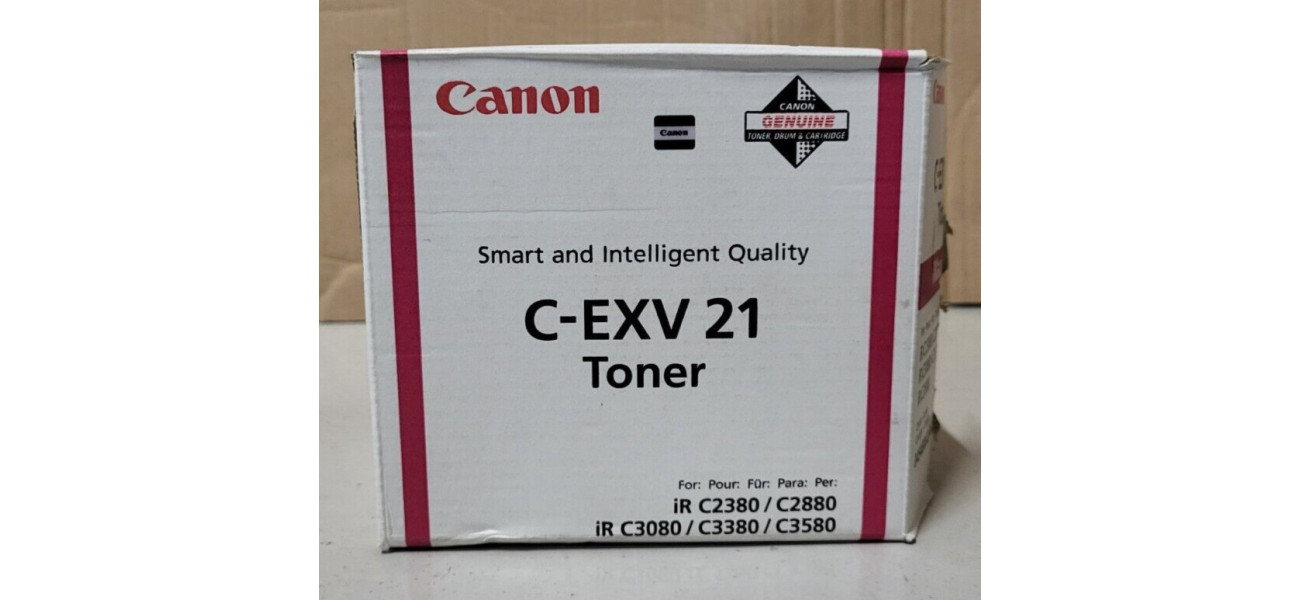 Canon
Canon
CANON
GENUINE
TONER, DRUM & CARTRIDGE
Smart and Intelligent Quality
C-EXV 21
Toner
For: Pour: Für: Para: Per:
iR C2380 / C2880
iR C3080 / C3380 / C3580